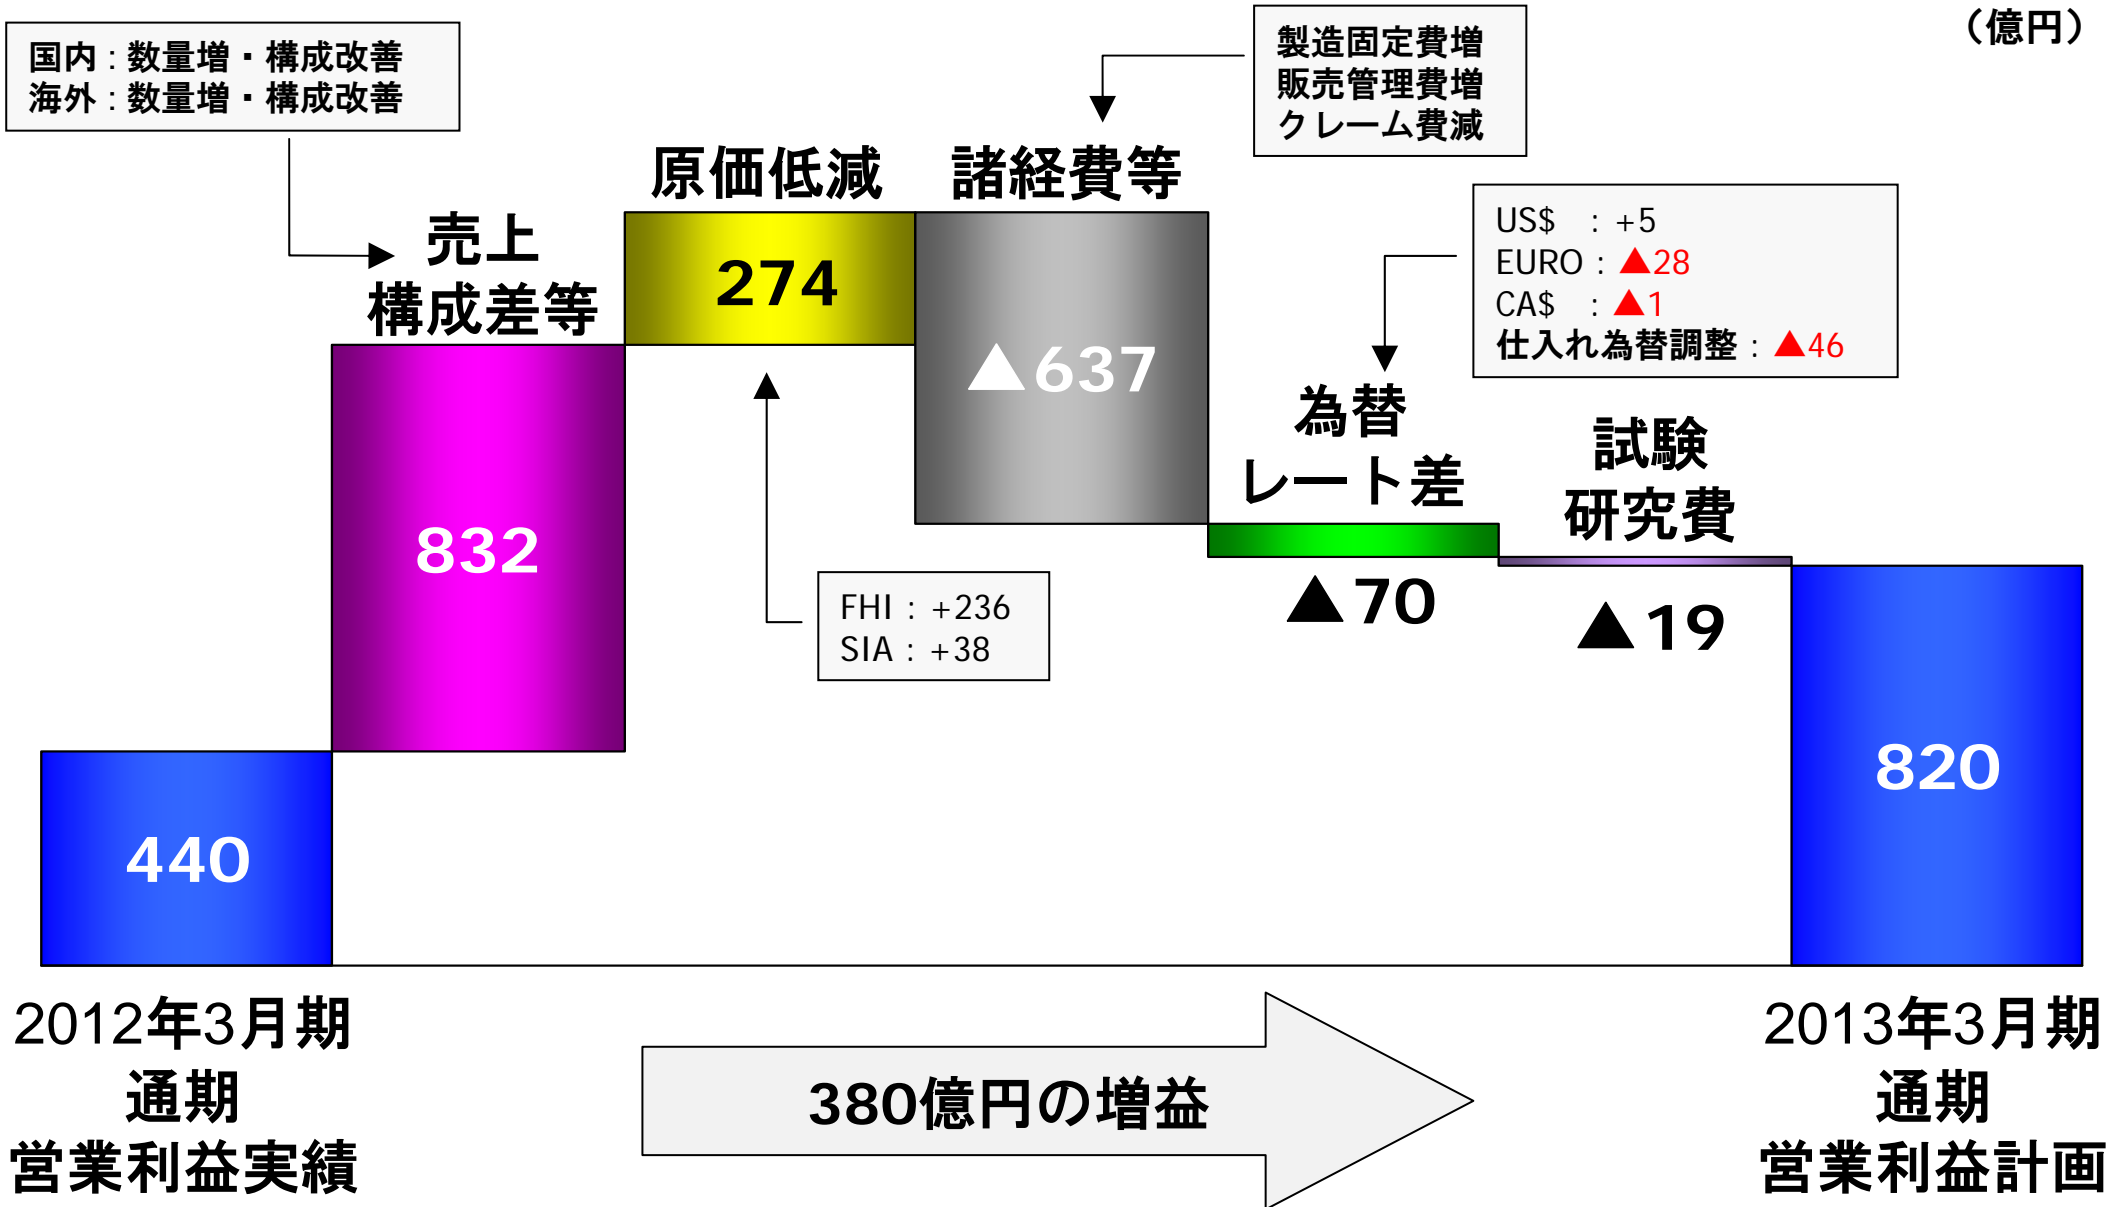 （億円）
国内 : 数量増・構成改善
海外 : 数量増・構成改善
製造固定費増
販売管理費増
クレーム費減
原価低減
諸経費等
売上
構成差等
US$ : +5
EURO : ▲28
CA$ : ▲1
仕入れ為替調整 : ▲46
274
▲637
為替
レート差
試験
研究費
832
FHI : +236
SIA : +38
▲70
▲19
820
440
2012年3月期
通期
営業利益実績
380億円の増益
2013年3月期
通期
営業利益計画